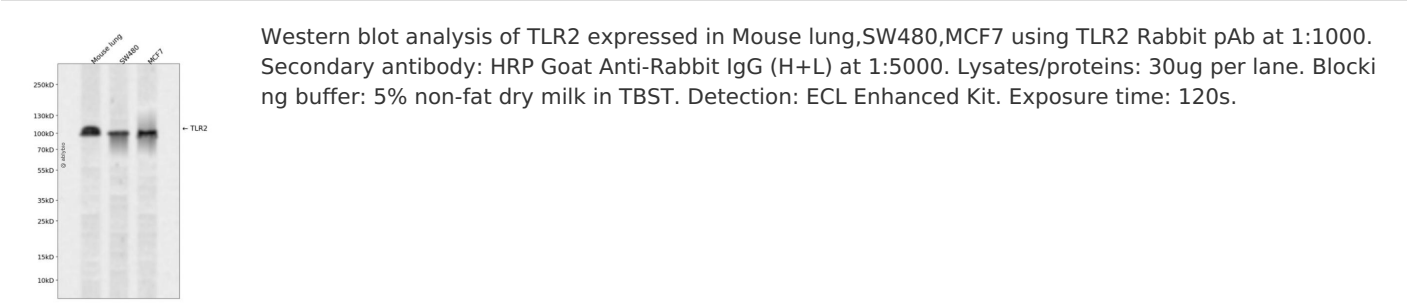 Mouse lung
SW480
MCF7
250kD
130kD
100kD
70kD
55kD
35kD
25kD
15kD
10kD
← TLR2
@ abytio
Western blot analysis of TLR2 expressed in Mouse lung,SW480,MCF7 using TLR2 Rabbit pAb at 1:1000.
Secondary antibody: HRP Goat Anti-Rabbit IgG (H+L) at 1:5000. Lysates/proteins: 30ug per lane. Blocki
ng buffer: 5% non-fat dry milk in TBST. Detection: ECL Enhanced Kit. Exposure time: 120s.